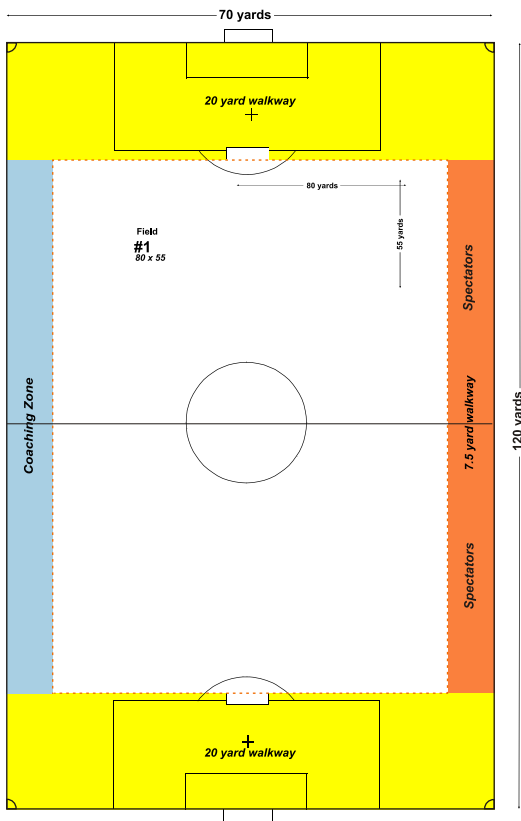 70 yards
20 yard walkway
80 yards
55 yards
Field
#1
80 x 55
Spectators
Coaching Zone
7.5 yard walkway
120 yards
Spectators
20 yard walkway